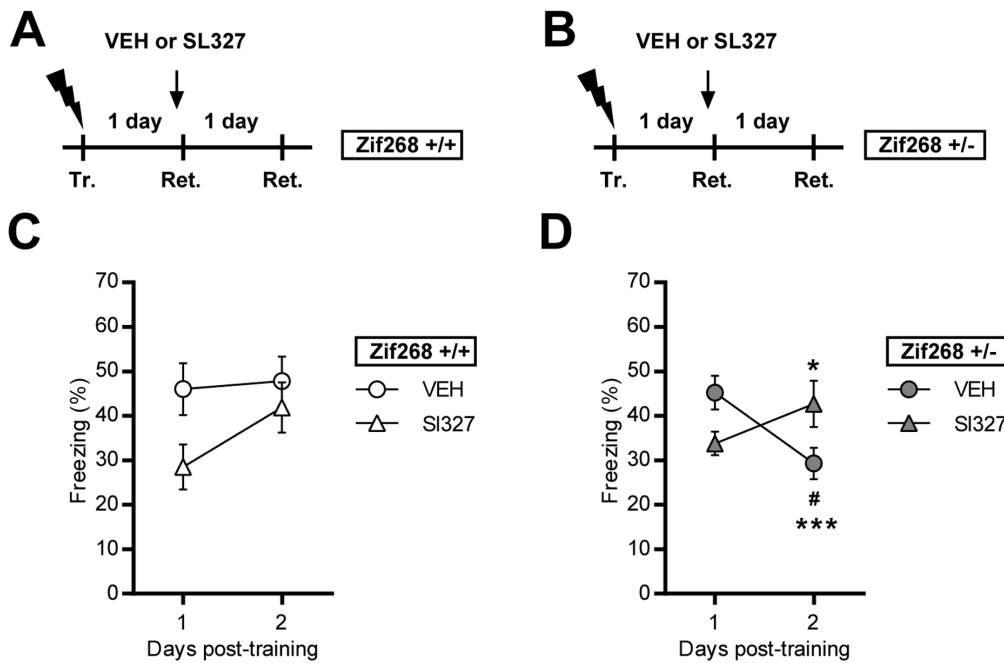 A
VEH or SL327
1 day 1 day
Zif268 +/+
Tr. Ret. Ret.
B
VEH or SL327
1 day 1 day
Zif268 +/-
Tr. Ret. Ret.
C
70
60
50
40
30
20
10
0
Freezing (%)
1 2
Days post-training
Zif268 +/+
VEH
Sl327
D
70
60
50
40
30
20
10
0
Freezing (%)
*
#
***
1 2
Days post-training
Zif268 +/-
VEH
Sl327